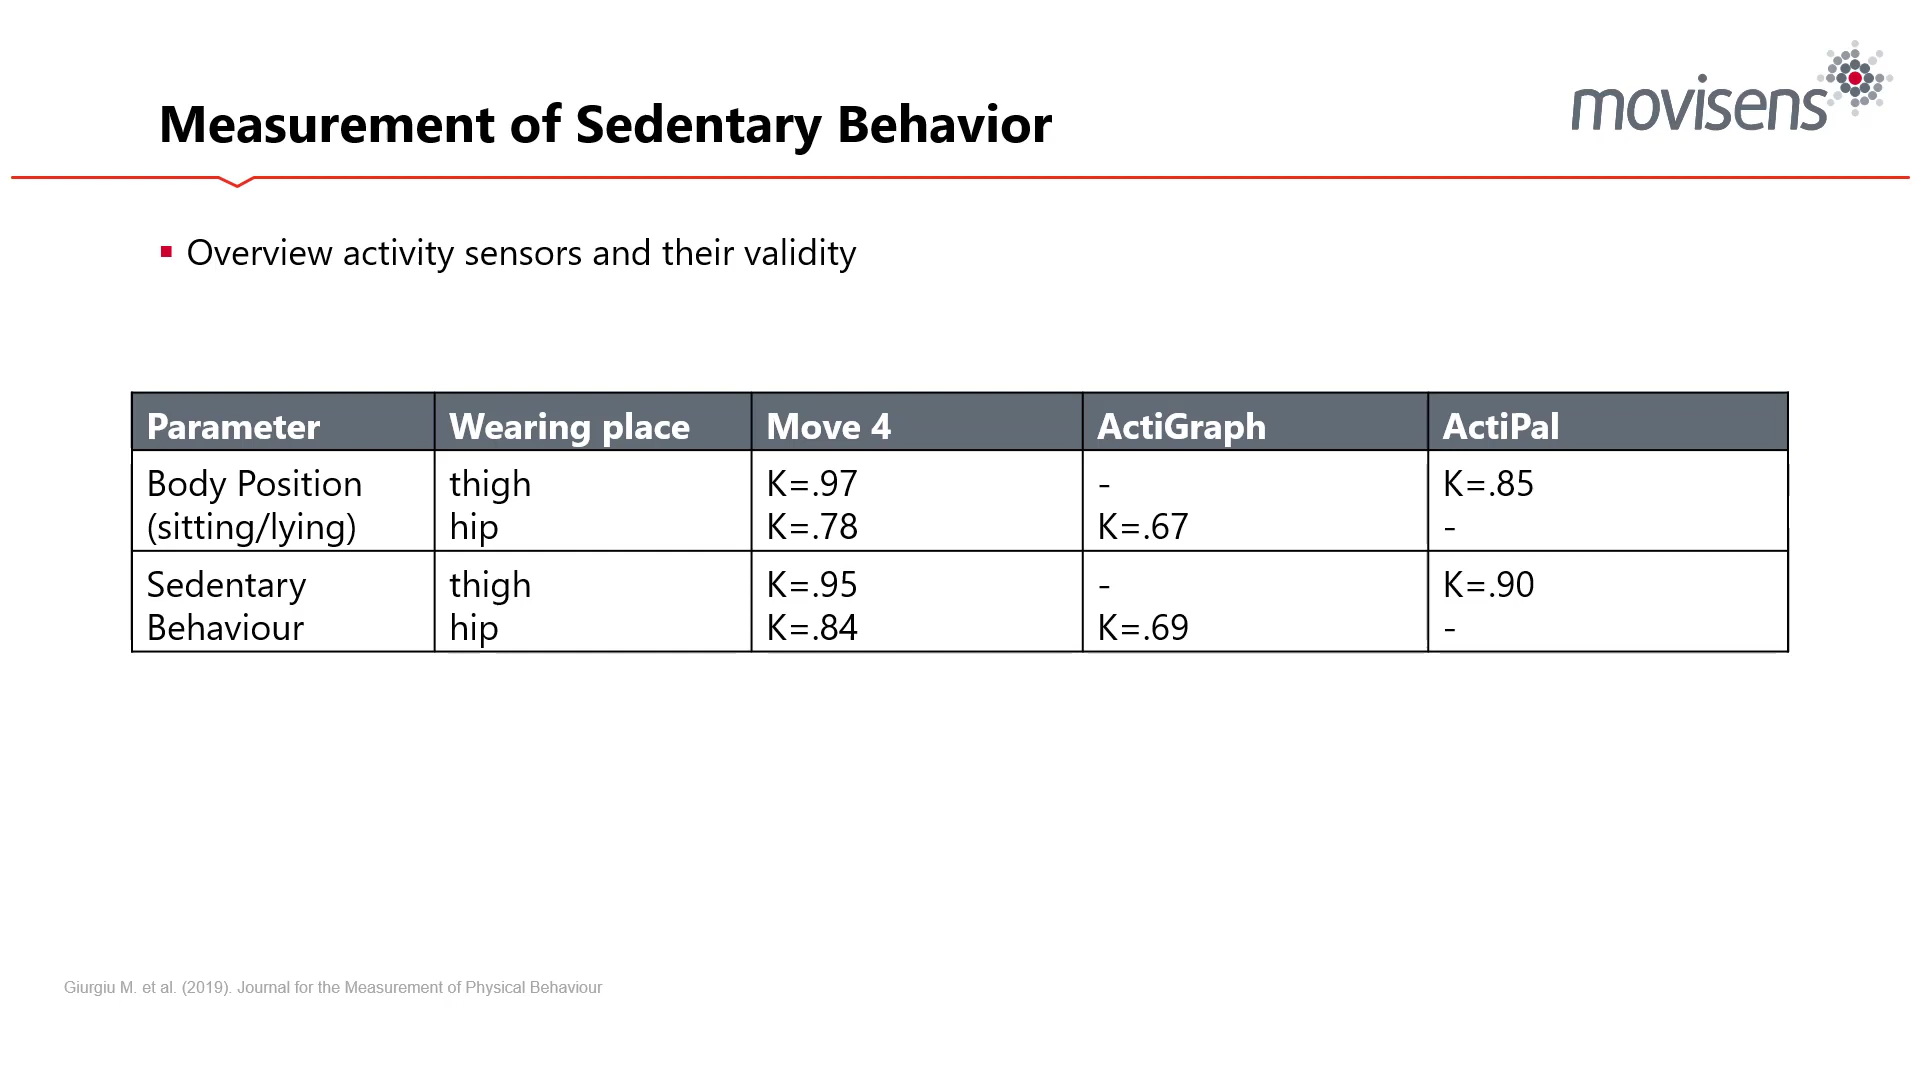 movisens
Measurement of Sedentary Behavior
▪ Overview activity sensors and their validity
Parameter Wearing place Move 4 ActiGraph ActiPal
Body Position thigh K=.97 - K=.85
(sitting/lying) hip K=.78 K=.67 -
Sedentary thigh K=.95 - K=.90
Behaviour hip K=.84 K=.69 -
Giurgiu M. et al. (2019). Journal for the Measurement of Physical Behaviour